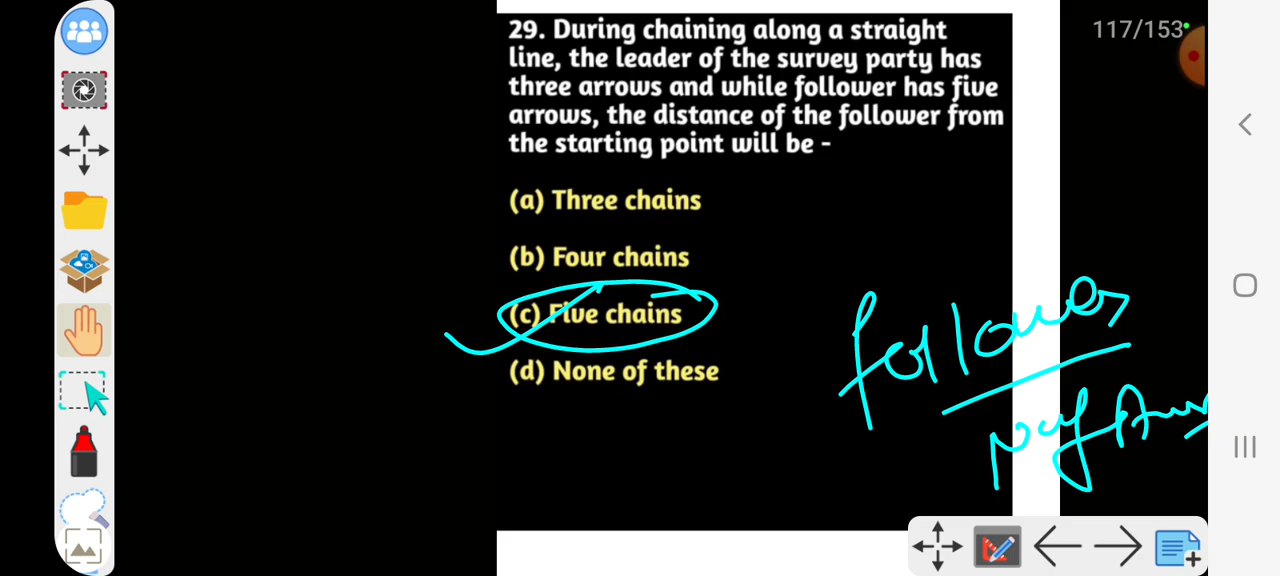 117/153
29. During chaining along a straight
line, the leader of the survey party has
three arrows and while follower has five
arrows, the distance of the follower from
the starting point will be -
(a) Three chains
(b) Four chains
(c) Five chains
(d) None of these
follower